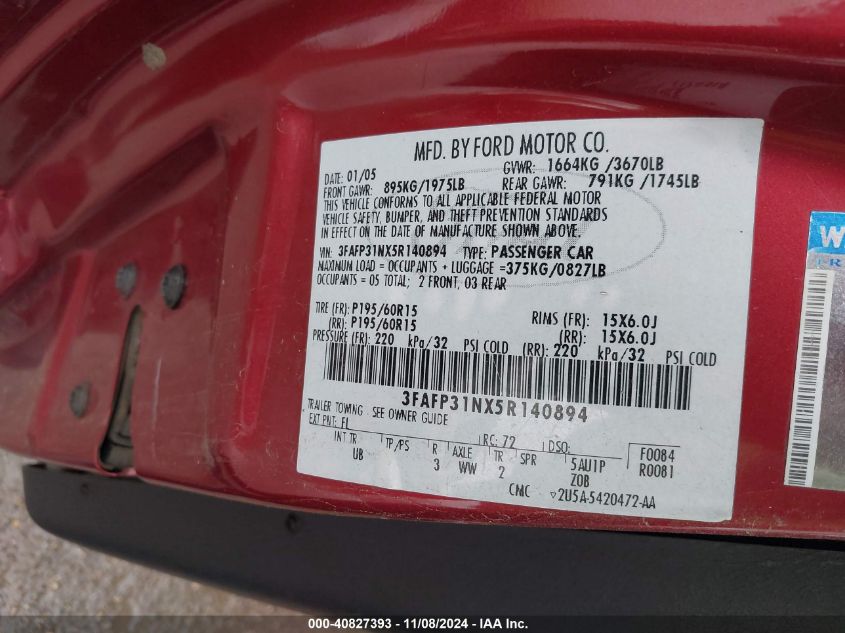 MFD. BY FORD MOTOR CO.
DATE: 01/05 GVWR: 1664KG /3670LB
FRONT GAWR: 895KG/1975LB REAR GAWR: 791KG /1745LB
THIS VEHICLE CONFORMS TO ALL APPLICABLE FEDERAL MOTOR
VEHICLE SAFETY, BUMPER, AND THEFT PREVENTION STANDARDS
IN EFFECT ON THE DATE OF MANUFACTURE SHOWN ABOVE.
VIN: 3FAFP31NX5R140894 TYPE: PASSENGER CAR
MAXIMUM LOAD = OCCUPANTS + LUGGAGE =375KG/0827LB
OCCUPANTS = 05 TOTAL; 2 FRONT, 03 REAR
TIRE (FR): P195/60R15 RIMS (FR): 15X6.0J
(RR): P195/60R15 (RR): 15X6.0J
PRESSURE (FR): 220 kPa/32 PSI COLD (RR): 220 kPa/32 PSI COLD
3FAFP31NX5R140894
TRAILER TOWING - SEE OWNER GUIDE
EXT PNT: FL RC: 72 DSO: F0084
INT TR TP/PS R AXLE TR SPR 5AU1P R0081
UB 3 WW 2 ZOB
CMC ▽2U5A-5420472-AA
W
FR
000-40827393 - 11/08/2024 - IAA Inc.